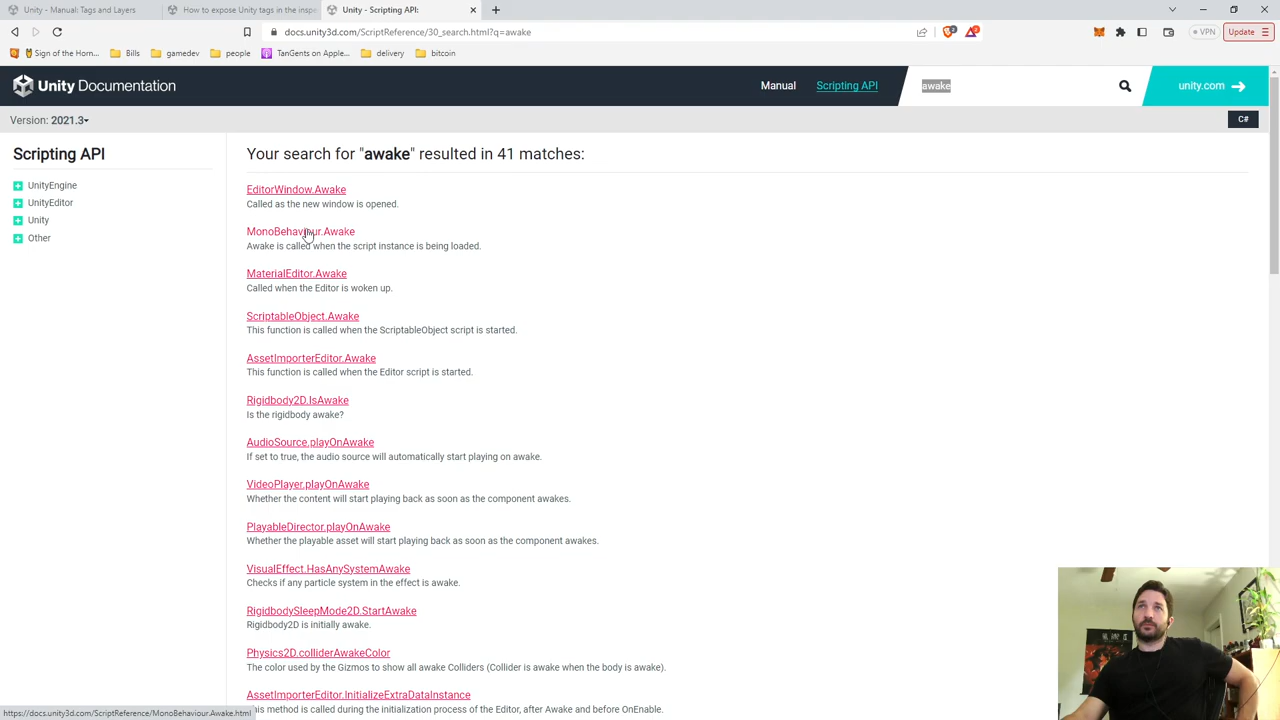 Unity - Manual: Tags and Layers
How to expose Unity tags in the inspe
Unity - Scripting API:
docs.unity3d.com/ScriptReference/30_search.html?q=awake
VPN
Update
Sign of the Horn...
Bills
gamedev
people
TanGents on Apple...
delivery
bitcoin
Unity Documentation
Manual
Scripting API
awake
unity.com
Version: 2021.3
C#
Scripting API
UnityEngine
UnityEditor
Unity
Other
Your search for "awake" resulted in 41 matches:
EditorWindow.Awake
Called as the new window is opened.
MonoBehaviour.Awake
Awake is called when the script instance is being loaded.
MaterialEditor.Awake
Called when the Editor is woken up.
ScriptableObject.Awake
This function is called when the ScriptableObject script is started.
AssetImporterEditor.Awake
This function is called when the Editor script is started.
Rigidbody2D.IsAwake
Is the rigidbody awake?
AudioSource.playOnAwake
If set to true, the audio source will automatically start playing on awake.
VideoPlayer.playOnAwake
Whether the content will start playing back as soon as the component awakes.
PlayableDirector.playOnAwake
Whether the playable asset will start playing back as soon as the component awakes.
VisualEffect.HasAnySystemAwake
Checks if any particle system in the effect is awake.
RigidbodySleepMode2D.StartAwake
Rigidbody2D is initially awake.
Physics2D.colliderAwakeColor
The color used by the Gizmos to show all awake Colliders (Collider is awake when the body is awake).
AssetImporterEditor.InitializeExtraDataInstance
This method is called during the initialization process of the Editor, after Awake and before OnEnable.
https://docs.unity3d.com/ScriptReference/MonoBehaviour.Awake.html